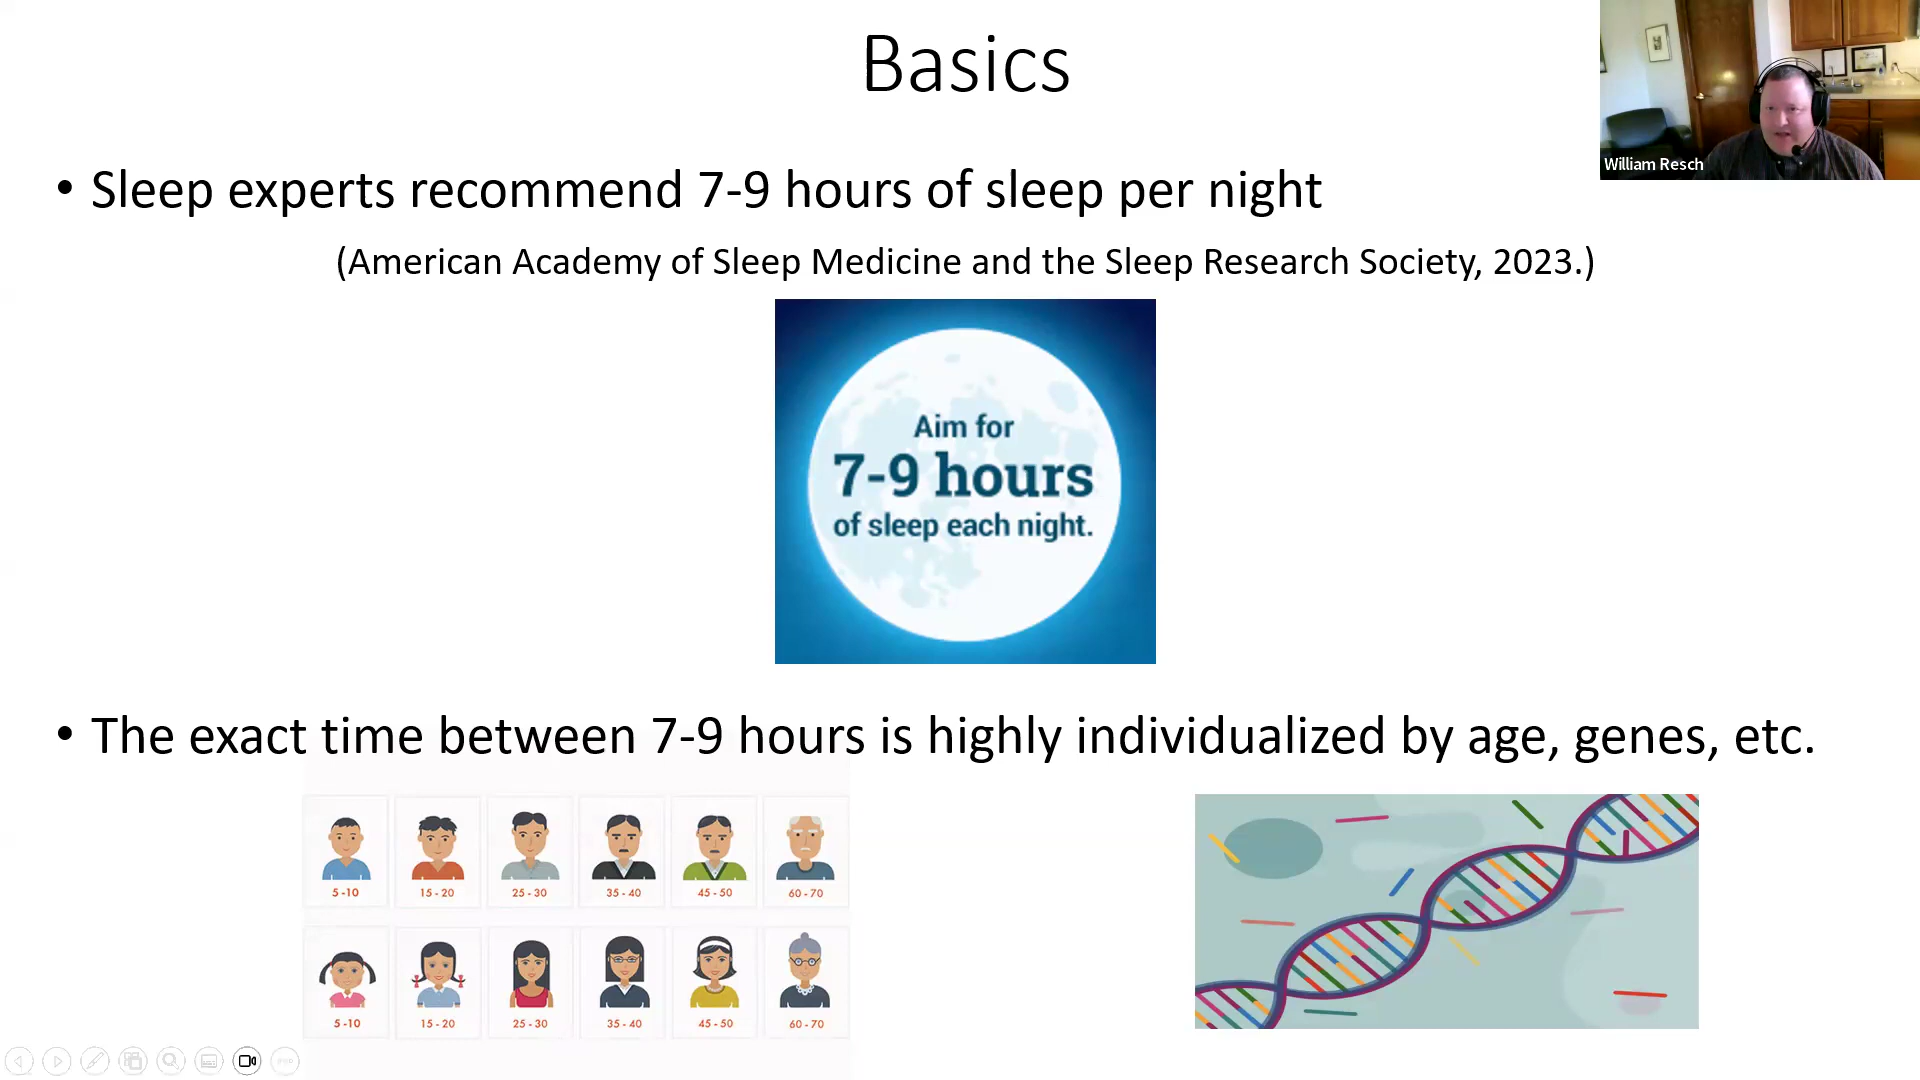 Basics
William Resch
• Sleep experts recommend 7-9 hours of sleep per night
(American Academy of Sleep Medicine and the Sleep Research Society, 2023.)
Aim for
7-9 hours
of sleep each night.
• The exact time between 7-9 hours is highly individualized by age, genes, etc.
5 -10
15 - 20
25 - 30
35 - 40
45 - 50
60 - 70
5 -10
15 - 20
25 - 30
35 - 40
45 - 50
60 - 70